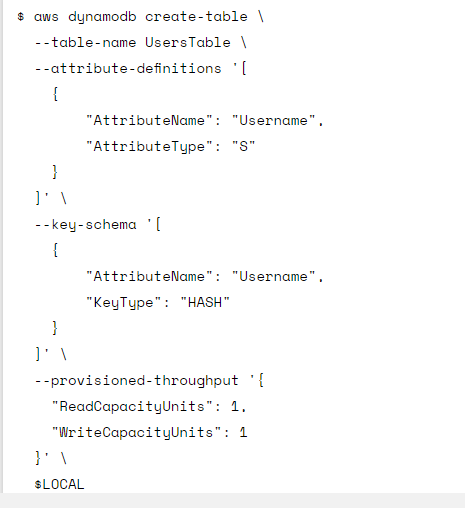 $ aws dynamodb create-table \
--table-name UsersTable \
--attribute-definitions '[
{
"AttributeName": "Username",
"AttributeType": "S"
}
]' \
--key-schema '[
{
"AttributeName": "Username",
"KeyType": "HASH"
}
]' \
--provisioned-throughput '{
"ReadCapacityUnits": 1,
"WriteCapacityUnits": 1
}' \
$LOCAL